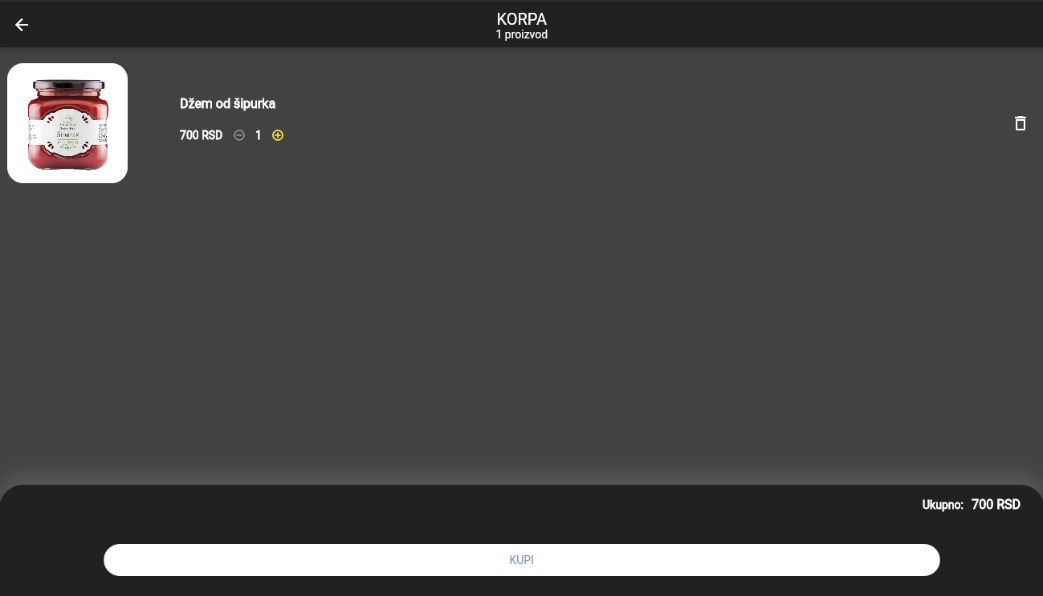 KORPA
1 proizvod
Džem od šipurka
700 RSD 1
Ukupno: 700 RSD
KUPI